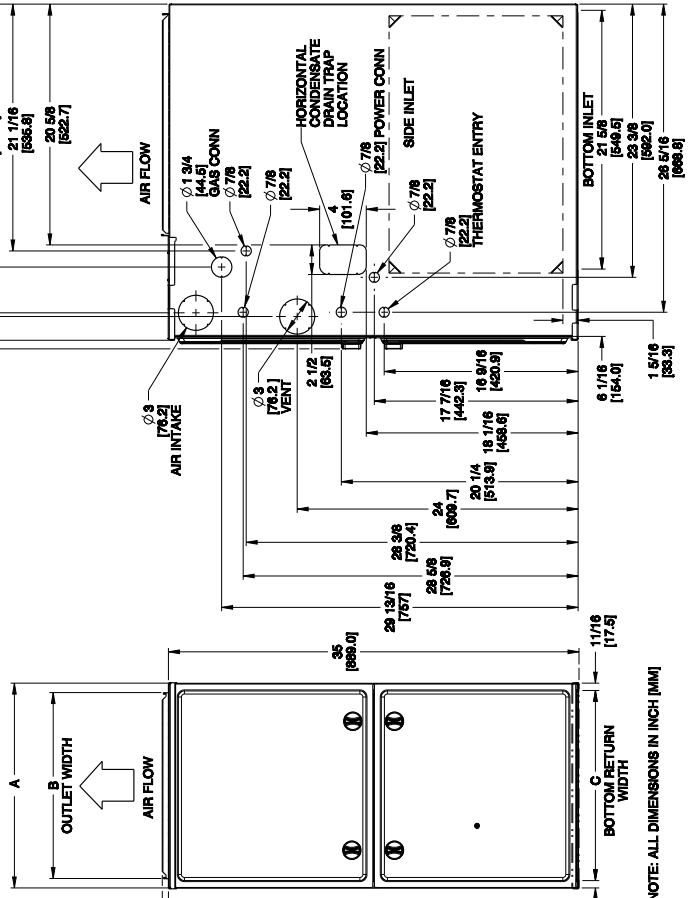 21 1/16
[535.8]
20 5/8
[522.7]
AIR FLOW
Ø 1 3/4
[44.5]
GAS CONN
Ø 7/8
[22.2]
Ø 7/8
[22.2]
HORIZONTAL
CONDENSATE
DRAIN TRAP
LOCATION
4
[101.6]
Ø 7/8
[22.2] POWER CONN
Ø 7/8
[22.2]
Ø 7/8
[22.2]
THERMOSTAT ENTRY
SIDE INLET
BOTTOM INLET
21 5/8
[549.5]
23 3/8
[592.0]
26 5/16
[668.8]
Ø 3
[76.2]
AIR INTAKE
Ø 3
[76.2 ]
VENT
2 1/2
[63.5]
6 1/16
[154.0]
1 5/16
[33.3]
16 9/16
[420.9]
17 7/16
[442.3]
18 1/16
[458.6]
20 1/4
[513.9]
24
[609.7]
28 3/8
[720.4]
28 5/8
[726.9]
29 13/16
[757]
A
B
OUTLET WIDTH
AIR FLOW
35
[889.0]
11/16
[17.5]
C
BOTTOM RETURN
WIDTH
NOTE: ALL DIMENSIONS IN INCH [MM]